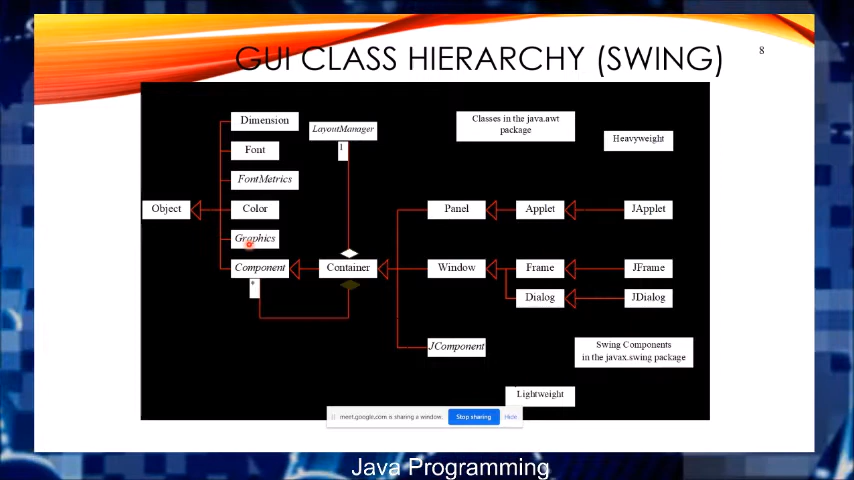 GUI CLASS HIERARCHY (SWING)
8
Dimension
LayoutManager
1
Classes in the java.awt
package
Heavyweight
Font
FontMetrics
Object
Color
Panel
Applet
JApplet
Graphics
Component
Container
Window
Frame
JFrame
*
Dialog
JDialog
JComponent
Swing Components
in the javax.swing package
Lightweight
meet.google.com is sharing a window.
Stop sharing
Hide
Java Programming